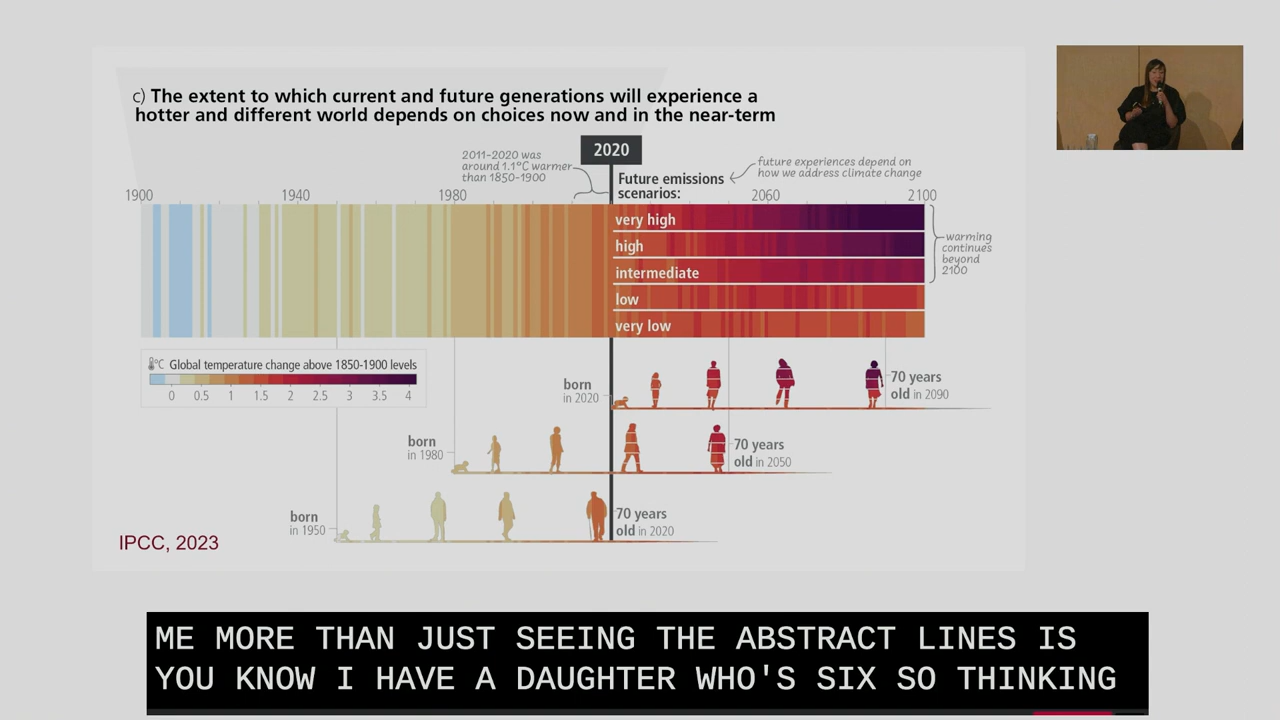 c) The extent to which current and future generations will experience a
hotter and different world depends on choices now and in the near-term
2020
2011-2020 was
around 1.1°C warmer
than 1850-1900
future experiences depend on
how we address climate change
Future emissions
scenarios:
1900
1940
1980
2060
2100
very high
high
intermediate
low
very low
warming
continues
beyond
2100
°C Global temperature change above 1850-1900 levels
0 0.5 1 1.5 2 2.5 3 3.5 4
born
in 2020
70 years
old in 2090
born
in 1980
70 years
old in 2050
born
in 1950
70 years
old in 2020
IPCC, 2023
ME MORE THAN JUST SEEING THE ABSTRACT LINES IS
YOU KNOW I HAVE A DAUGHTER WHO'S SIX SO THINKING